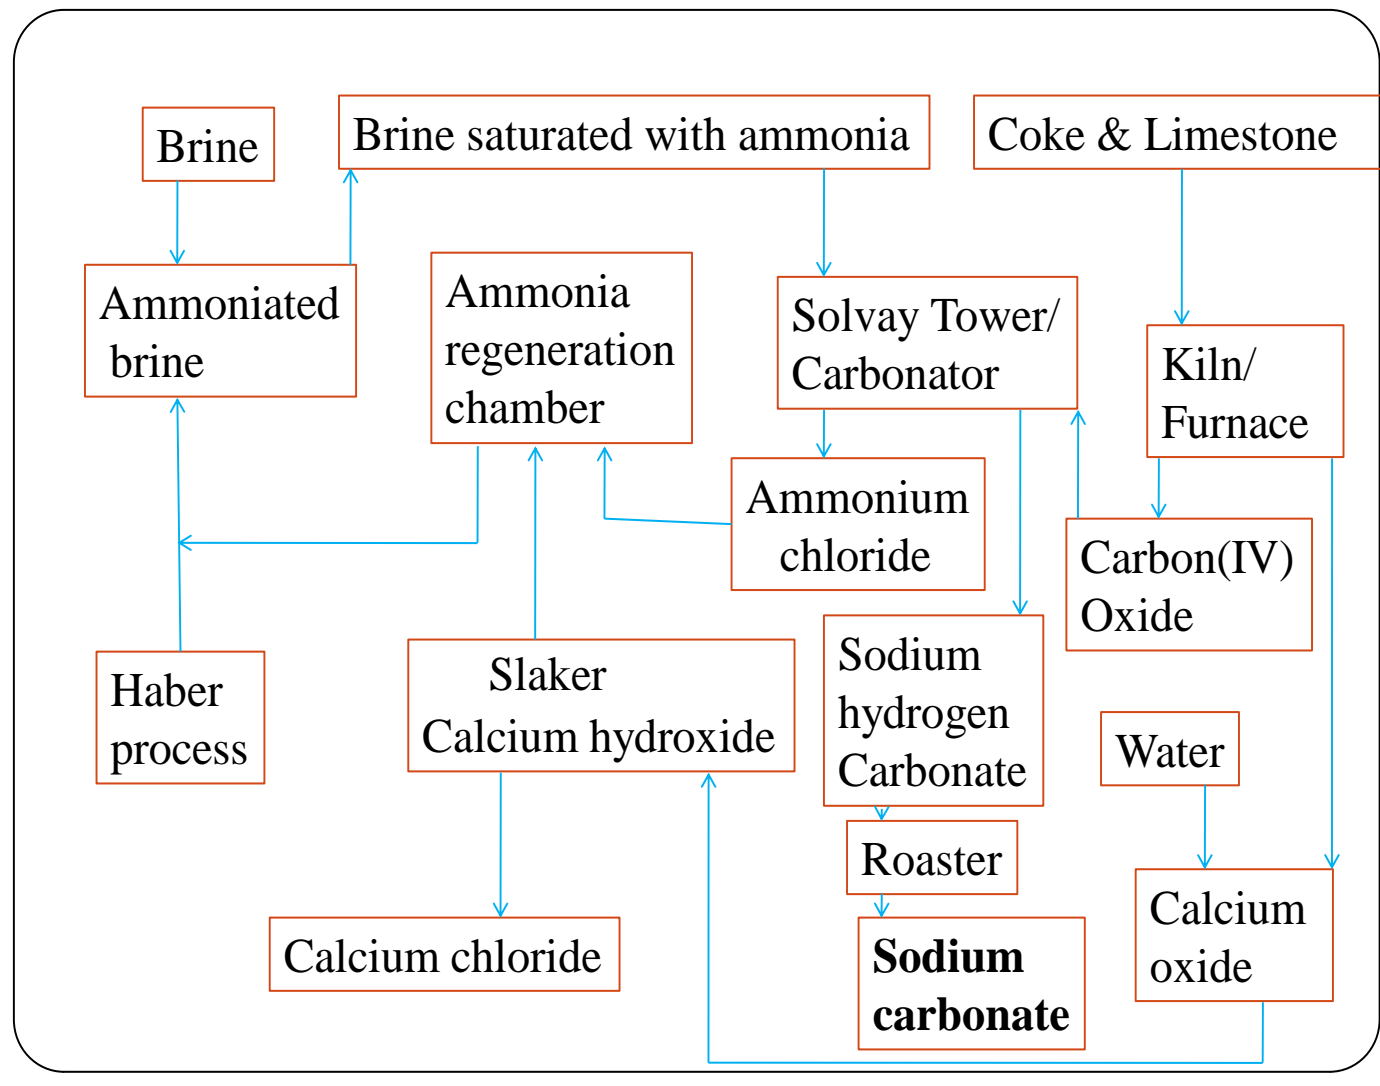 Brine
Brine saturated with ammonia
Coke & Limestone
Ammoniated
brine
Ammonia
regeneration
chamber
Solvay Tower/
Carbonator
Kiln/
Furnace
Ammonium
chloride
Carbon(IV)
Oxide
Haber
process
Slaker
Calcium hydroxide
Sodium
hydrogen
Carbonate
Water
Roaster
Calcium
oxide
Calcium chloride
Sodium
carbonate